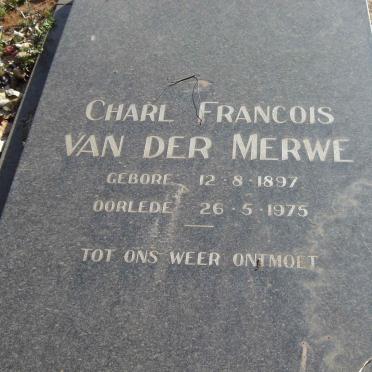 CHARL FRANCOIS
VAN DER MERWE
GEBORE 12·8·1897
OORLEDE 26·5·1975
TOT ONS WEER ONTMOET